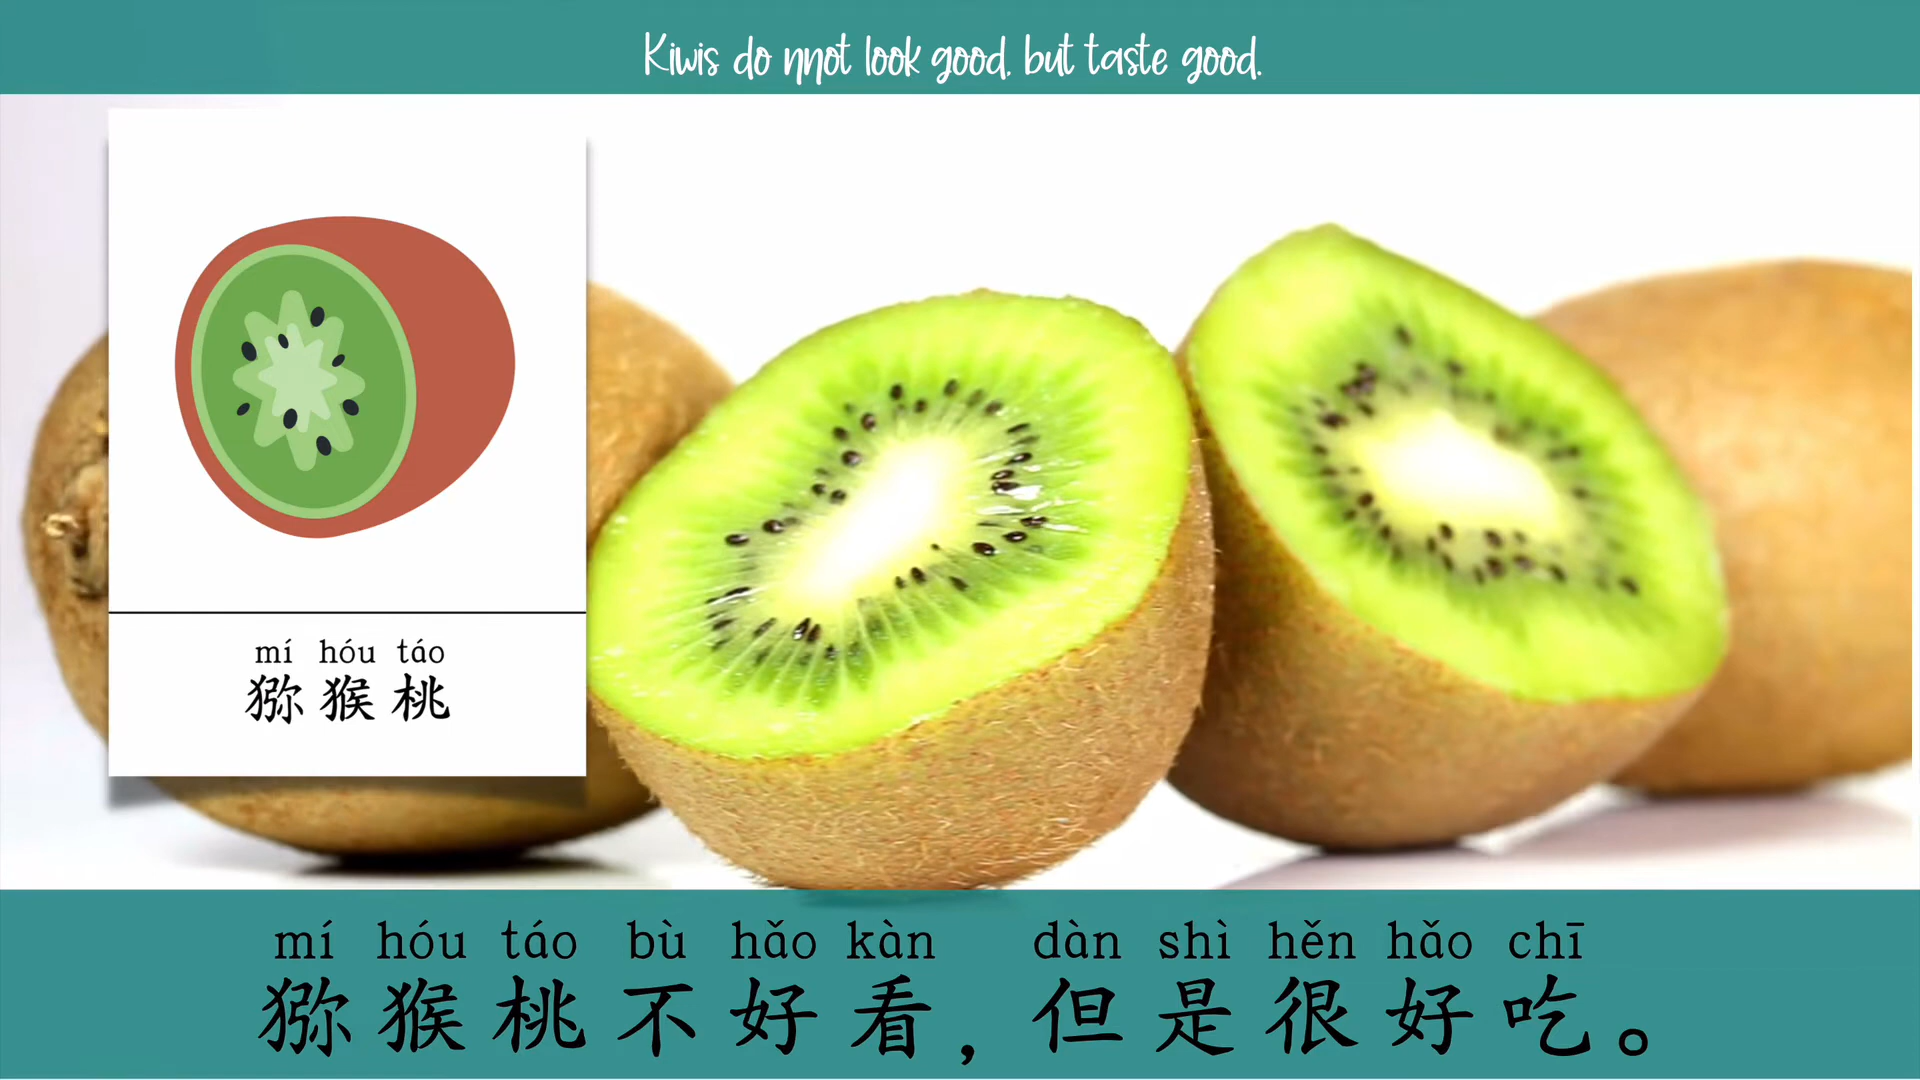 Kiwis do nnot look good, but taste good.
mí hóu táo
猕猴桃
mí hóu táo bù hǎo kàn dàn shì hěn hǎo chī
猕猴桃不好看，但是很好吃。